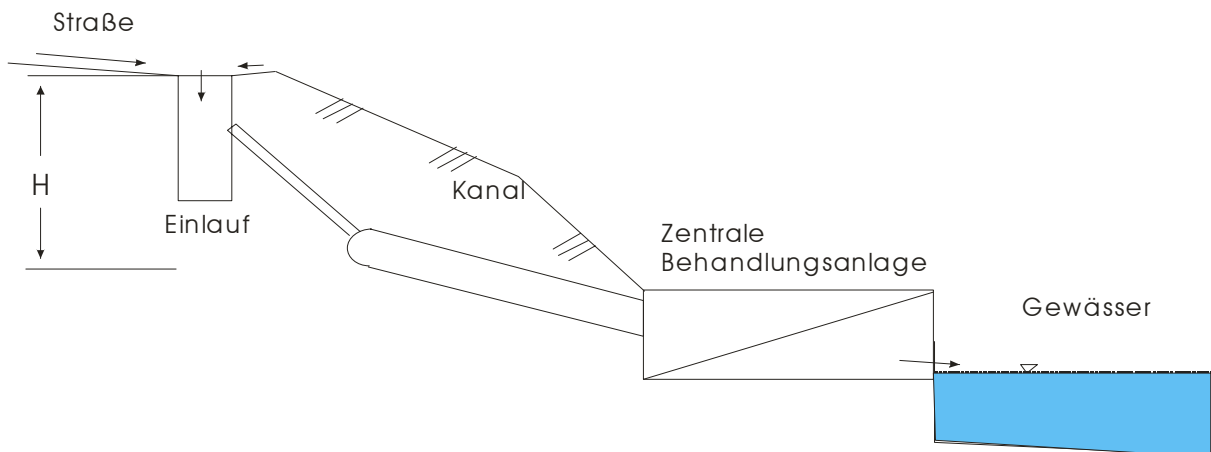 Straße
H
Einlauf
Kanal
Zentrale
Behandlungsanlage
Gewässer